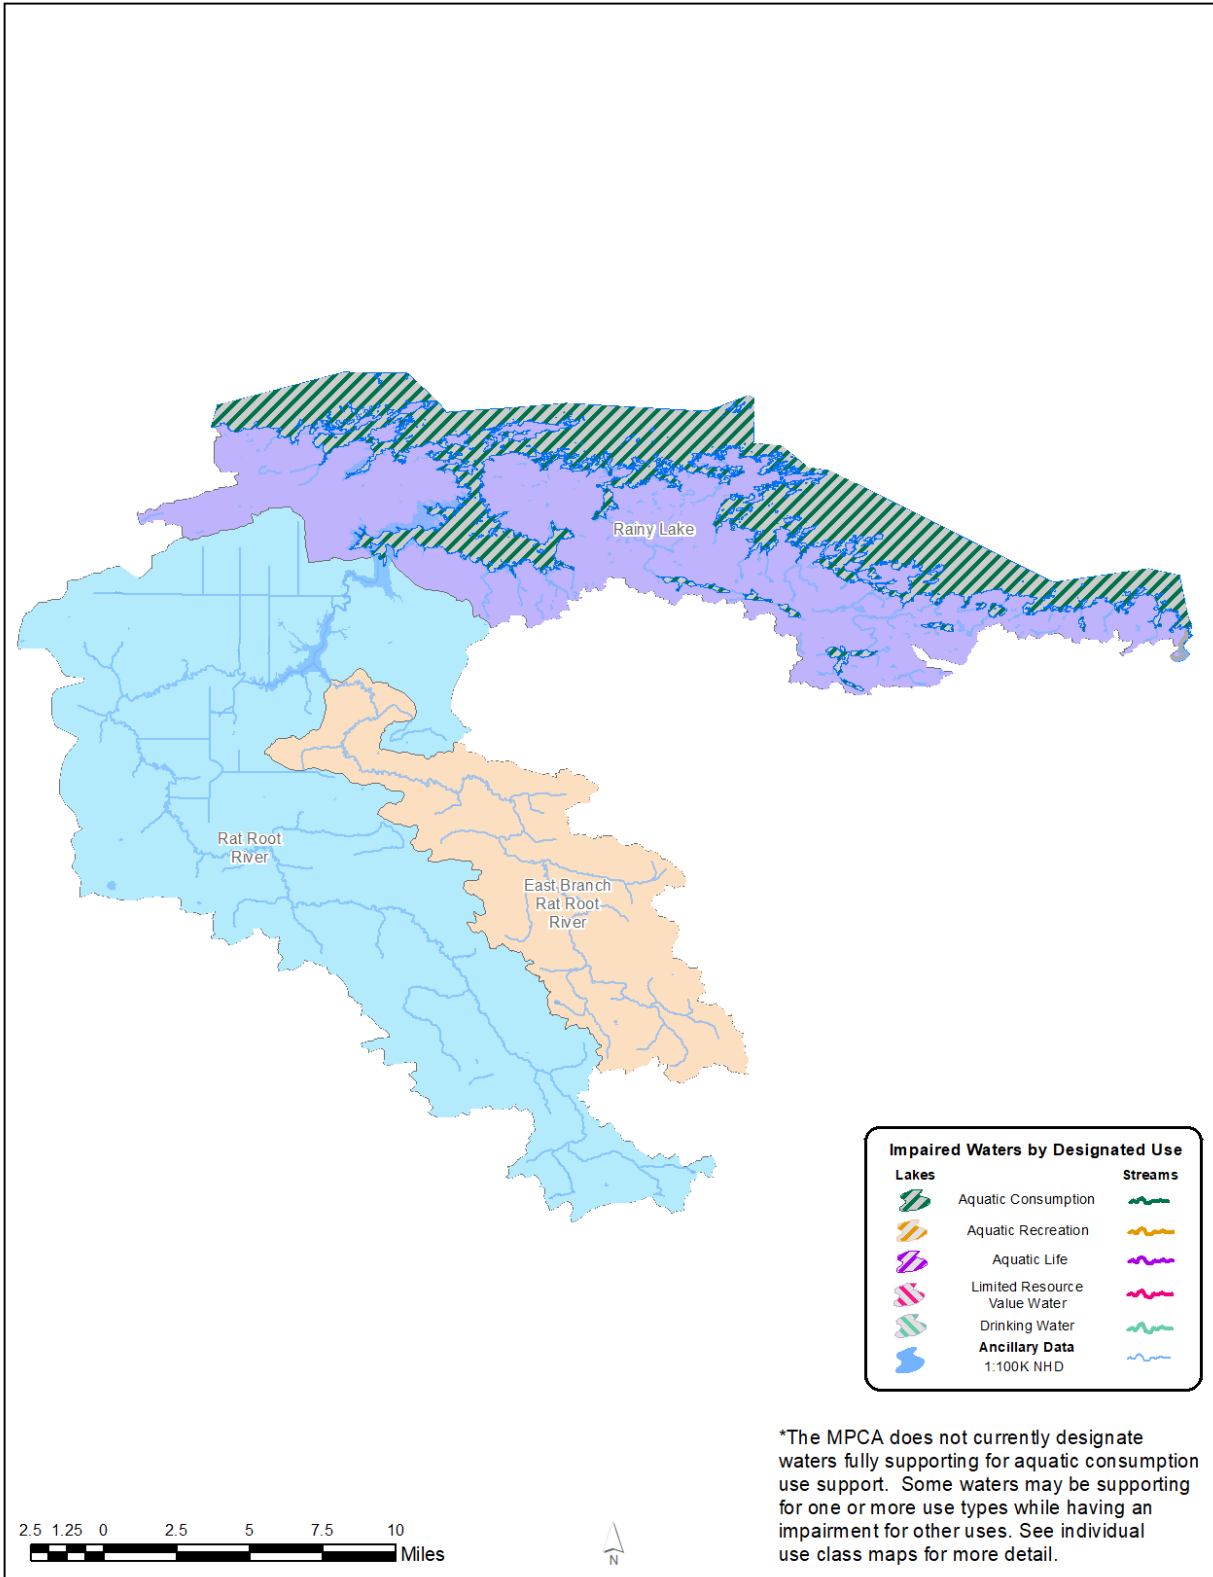 Rainy Lake
Rat Root
River
East Branch
Rat Root
River
Impaired Waters by Designated Use
Lakes
Streams
Aquatic Consumption
Aquatic Recreation
Aquatic Life
Limited Resource
Value Water
Drinking Water
Ancillary Data
1:100K NHD
*The MPCA does not currently designate
waters fully supporting for aquatic consumption
use support. Some waters may be supporting
for one or more use types while having an
impairment for other uses. See individual
use class maps for more detail.
2.5 1.25 0 2.5 5 7.5 10
Miles
N